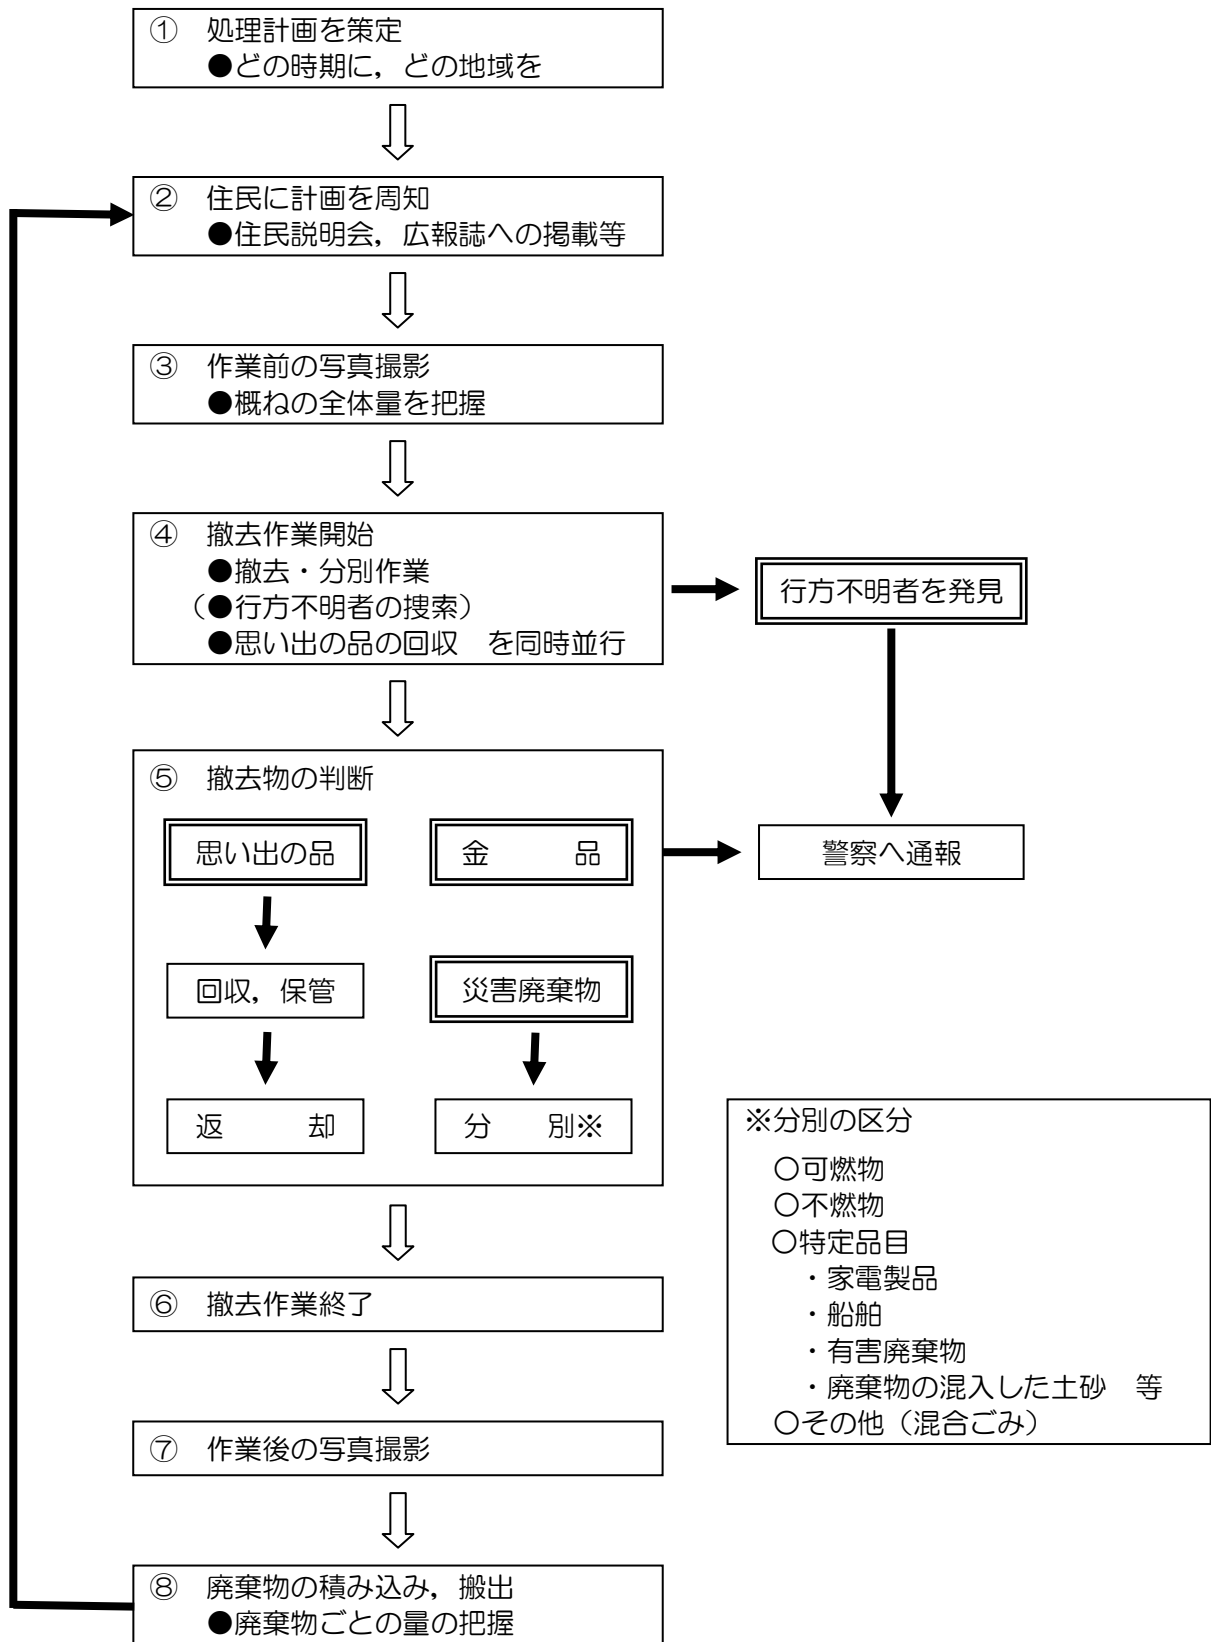 ① 処理計画を策定
●どの時期に，どの地域を
② 住民に計画を周知
●住民説明会，広報誌への掲載等
③ 作業前の写真撮影
●概ねの全体量を把握
④ 撤去作業開始
●撤去・分別作業
（●行方不明者の捜索）
●思い出の品の回収 を同時並行
行方不明者を発見
⑤ 撤去物の判断
思い出の品
金 品
警察へ通報
回収，保管
災害廃棄物
返 却
分 別※
※分別の区分
○可燃物
○不燃物
○特定品目
・家電製品
・船舶
・有害廃棄物
・廃棄物の混入した土砂 等
○その他（混合ごみ）
⑥ 撤去作業終了
⑦ 作業後の写真撮影
⑧ 廃棄物の積み込み，搬出
●廃棄物ごとの量の把握